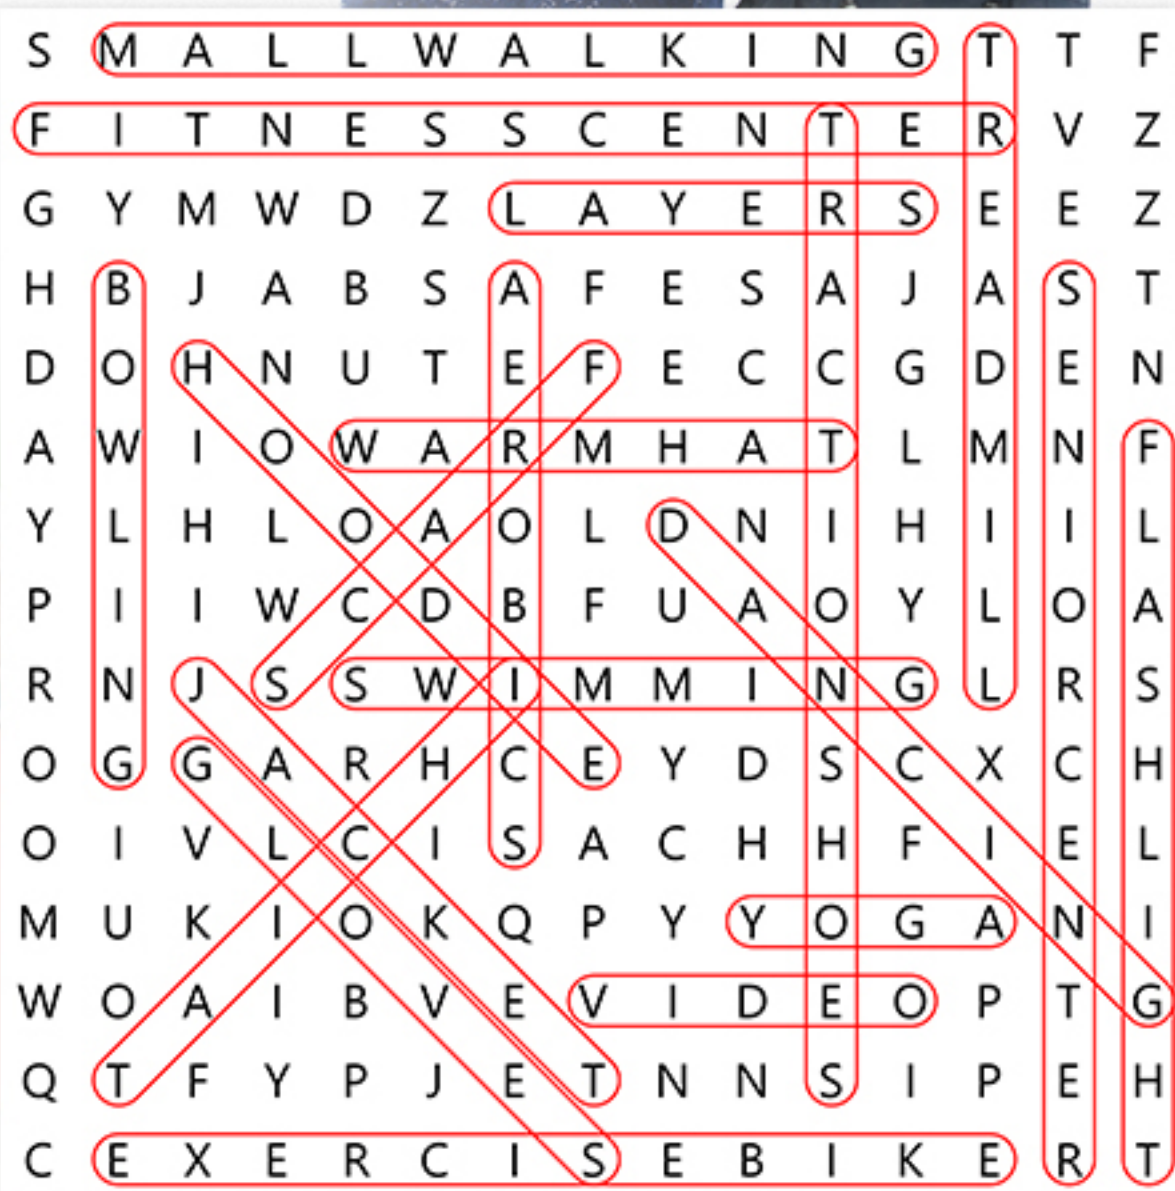 S M A L L W A L K I N G T T F
F I T N E S S C E N T E R V Z
G Y M W D Z L A Y E R S E E Z
H B J A B S A F E S A J A S T
D O H N U T E F E C C G D E N
A W I O W A R M H A T L M N F
Y L H L O A O L D N I H I I L
P I I W C D B F U A O Y L O A
R N J S S W I M M I N G L R S
O G G A R H C E Y D S C X C H
O I V L C I S A C H H F I E L
M U K I O K Q P Y Y O G A N I
W O A I B V E V I D E O P T G
Q T F Y P J E T N N S I P E H
C E X E R C I S E B I K E R T